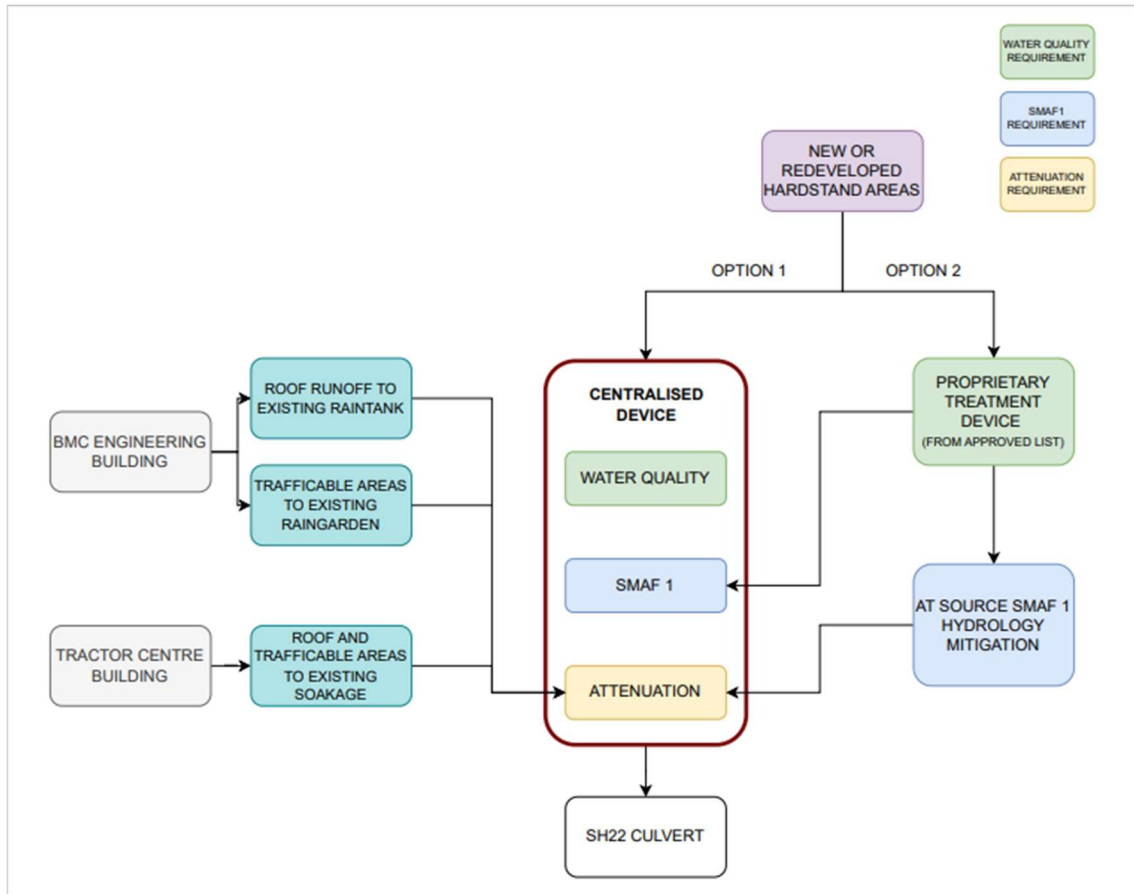 WATER QUALITY
REQUIREMENT
SMAF1
REQUIREMENT
ATTENUATION
REQUIREMENT
NEW OR
REDEVELOPED
HARDSTAND AREAS
OPTION 1
OPTION 2
BMC ENGINEERING
BUILDING
ROOF RUNOFF TO
EXISTING RAINTANK
TRAFFICABLE AREAS
TO EXISTING
RAINGARDEN
TRACTOR CENTRE
BUILDING
ROOF AND
TRAFFICABLE AREAS
TO EXISTING
SOAKAGE
CENTRALISED
DEVICE
WATER QUALITY
SMAF 1
ATTENUATION
PROPRIETARY
TREATMENT
DEVICE
(FROM APPROVED LIST)
AT SOURCE SMAF 1
HYDROLOGY
MITIGATION
SH22 CULVERT